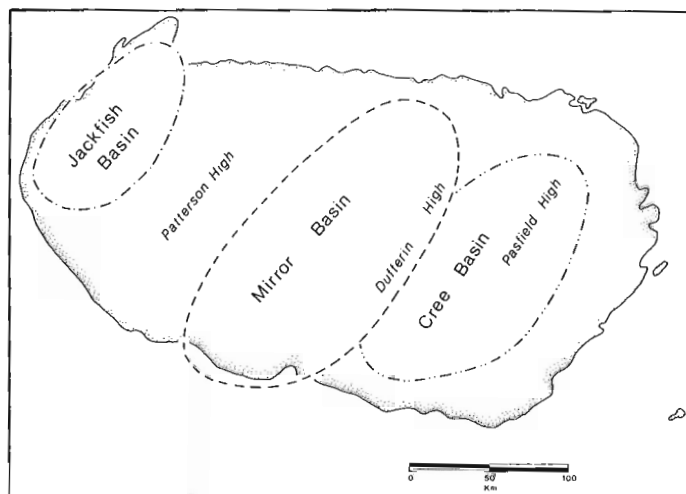 Jackfish
Basin
Patterson High
Mirror Basin
Dufferin High
Cree Basin
Pasfield High
0 50 100
Km